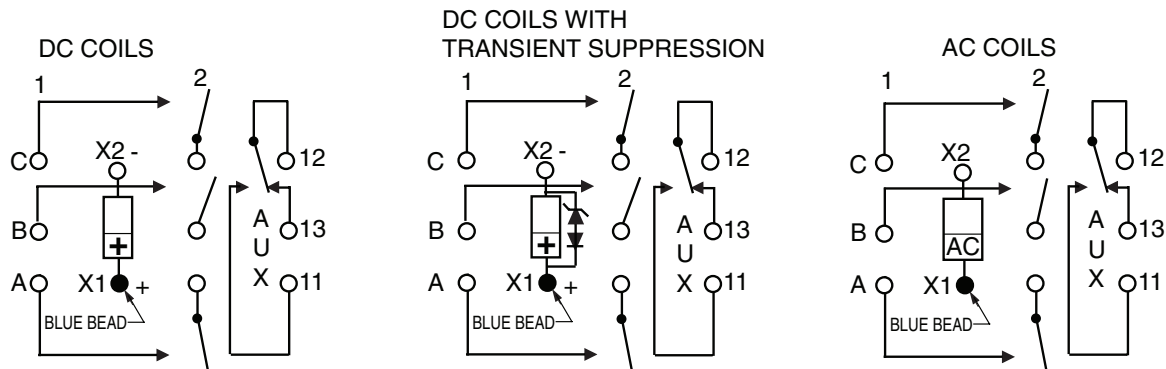 DC COILS
1 2
C X2 - 12
B + A 13
U
A X1 + X 11
BLUE BEAD
DC COILS WITH
TRANSIENT SUPPRESSION
1 2
C X2 - 12
B + A 13
U
A X1 + X 11
BLUE BEAD
AC COILS
1 2
C X2 12
B AC A 13
U
A X1 X 11
BLUE BEAD